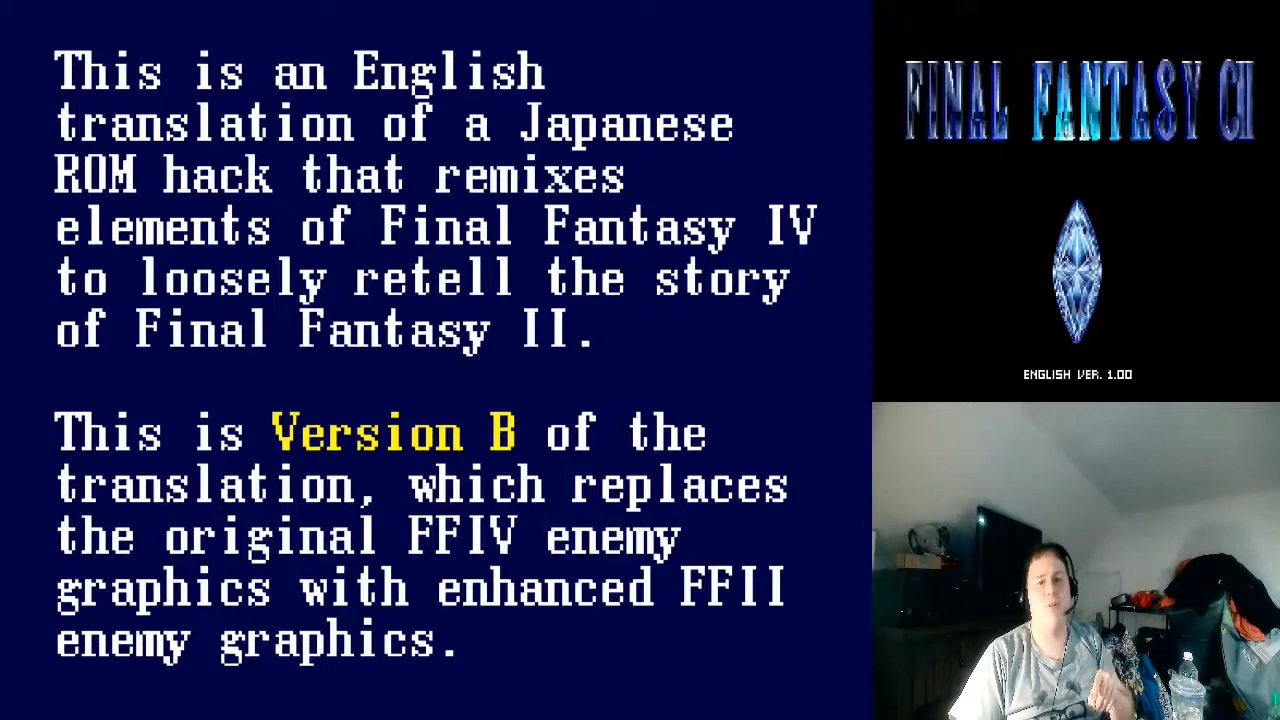 This is an English
translation of a Japanese
ROM hack that remixes
elements of Final Fantasy IV
to loosely retell the story
of Final Fantasy II.
This is Version B of the
translation, which replaces
the original FFIV enemy
graphics with enhanced FFII
enemy graphics.
FINAL FANTASY CII
ENGLISH VER. 1.00